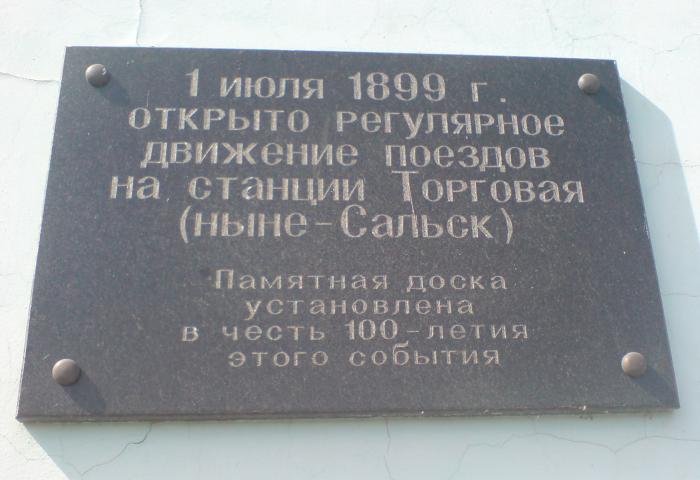 1 июля 1899 г.
открыто регулярное
движение поездов
на станции Торговая
(ныне-Сальск)
Памятная доска
установлена
в честь 100-летия
этого события